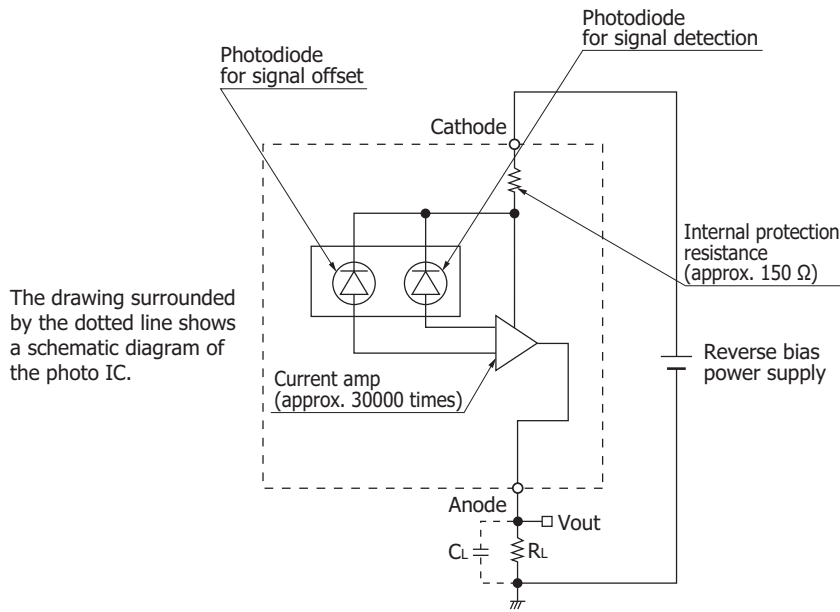 Photodiode
for signal offset
Photodiode
for signal detection
Cathode
Internal protection
resistance
(approx. 150 Ω)
The drawing surrounded
by the dotted line shows
a schematic diagram of
the photo IC.
Current amp
(approx. 30000 times)
Reverse bias
power supply
Anode
Vout
CL
RL